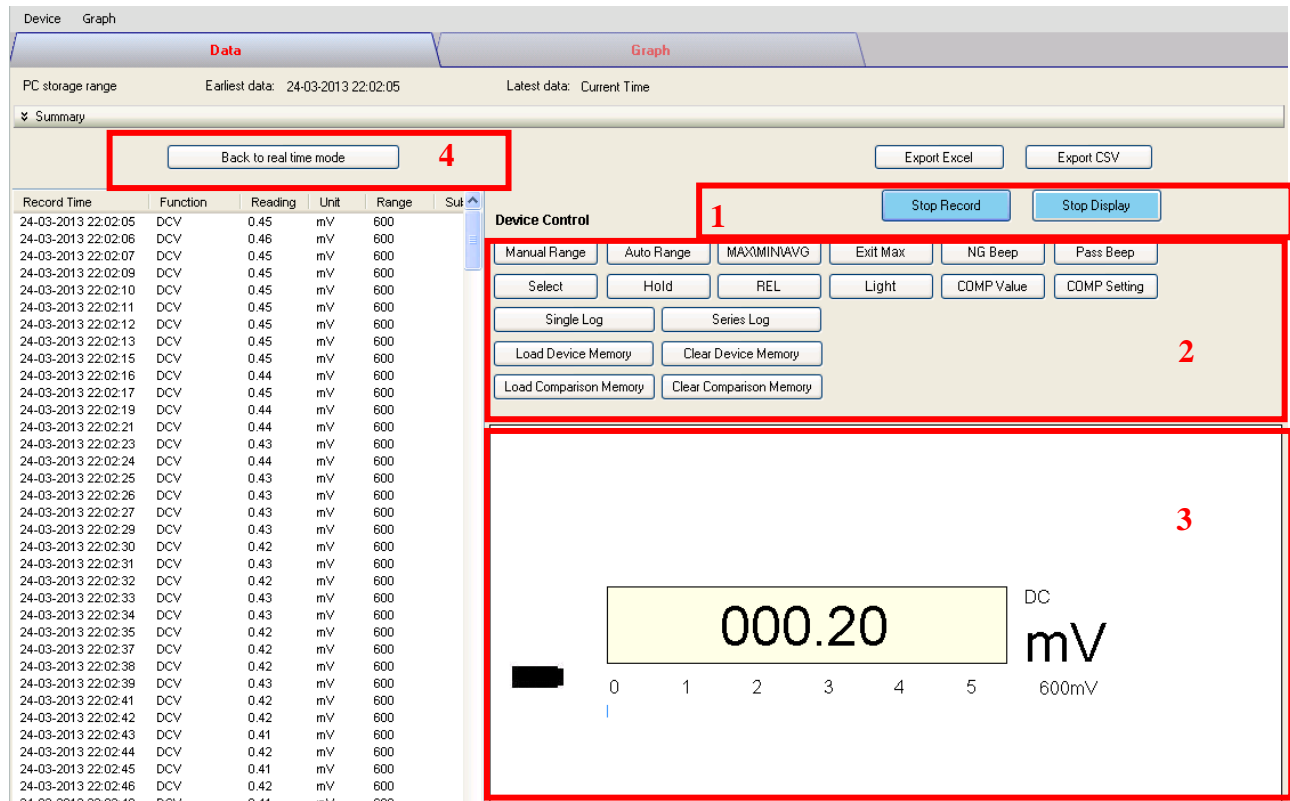 Device Graph
Data Graph
PC storage range Earliest data: 24-03-2013 22:02:05 Latest data: Current Time
Summary
Back to real time mode 4 Export Excel Export CSV
Record Time Function Reading Unit Range
24-03-2013 22:02:05 DCV 0.45 mV 600
24-03-2013 22:02:06 DCV 0.46 mV 600
24-03-2013 22:02:07 DCV 0.45 mV 600
24-03-2013 22:02:09 DCV 0.45 mV 600
24-03-2013 22:02:10 DCV 0.45 mV 600
24-03-2013 22:02:11 DCV 0.45 mV 600
24-03-2013 22:02:12 DCV 0.45 mV 600
24-03-2013 22:02:13 DCV 0.45 mV 600
24-03-2013 22:02:15 DCV 0.45 mV 600
24-03-2013 22:02:16 DCV 0.44 mV 600
24-03-2013 22:02:17 DCV 0.45 mV 600
24-03-2013 22:02:19 DCV 0.44 mV 600
24-03-2013 22:02:21 DCV 0.44 mV 600
24-03-2013 22:02:23 DCV 0.43 mV 600
24-03-2013 22:02:24 DCV 0.44 mV 600
24-03-2013 22:02:25 DCV 0.43 mV 600
24-03-2013 22:02:26 DCV 0.43 mV 600
24-03-2013 22:02:27 DCV 0.43 mV 600
24-03-2013 22:02:29 DCV 0.43 mV 600
24-03-2013 22:02:30 DCV 0.42 mV 600
24-03-2013 22:02:31 DCV 0.43 mV 600
24-03-2013 22:02:32 DCV 0.42 mV 600
24-03-2013 22:02:33 DCV 0.43 mV 600
24-03-2013 22:02:34 DCV 0.43 mV 600
24-03-2013 22:02:35 DCV 0.42 mV 600
24-03-2013 22:02:37 DCV 0.42 mV 600
24-03-2013 22:02:38 DCV 0.42 mV 600
24-03-2013 22:02:39 DCV 0.43 mV 600
24-03-2013 22:02:41 DCV 0.42 mV 600
24-03-2013 22:02:42 DCV 0.42 mV 600
24-03-2013 22:02:43 DCV 0.41 mV 600
24-03-2013 22:02:44 DCV 0.42 mV 600
24-03-2013 22:02:45 DCV 0.41 mV 600
24-03-2013 22:02:46 DCV 0.42 mV 600
Device Control 1 Stop Record Stop Display
Manual Range Auto Range MAX\MIN\AVG Exit Max NG Beep Pass Beep
Select Hold REL Light COMP Value COMP Setting
Single Log Series Log
Load Device Memory Clear Device Memory 2
Load Comparison Memory Clear Comparison Memory
3
000.20 DC
mV
0 1 2 3 4 5 600mV